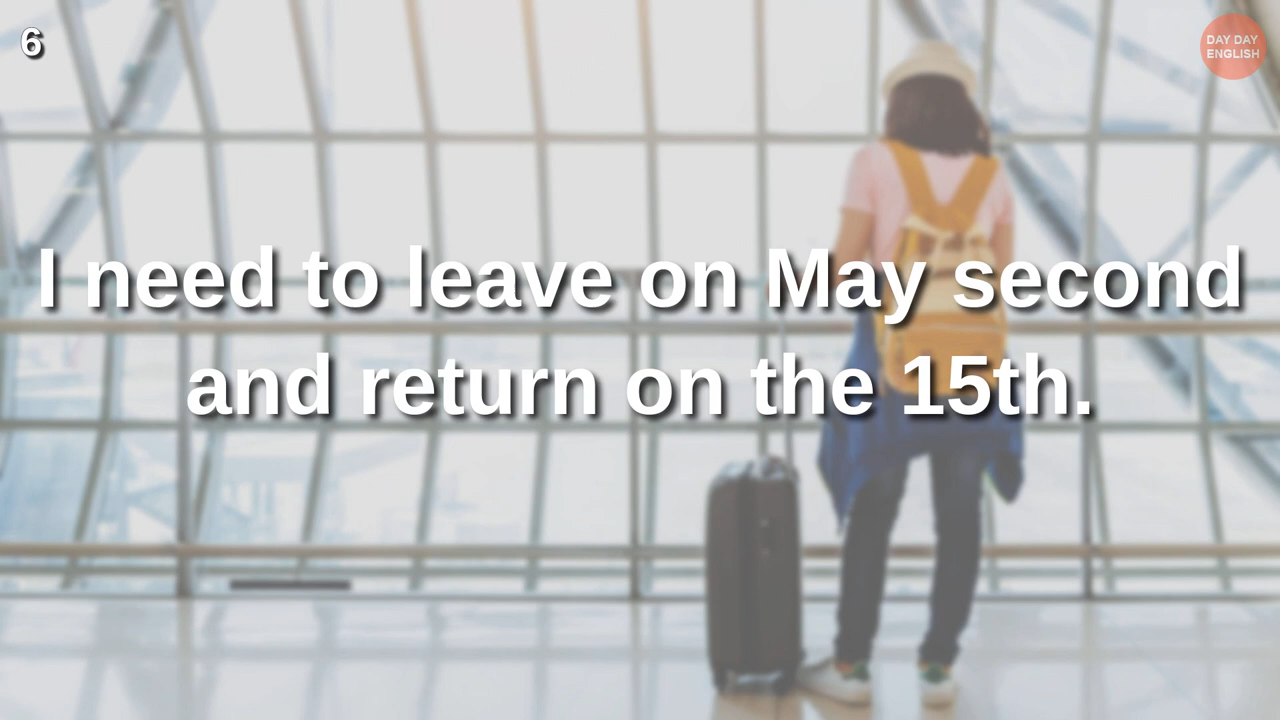 6
DAY DAY
ENGLISH
I need to leave on May second
and return on the 15th.